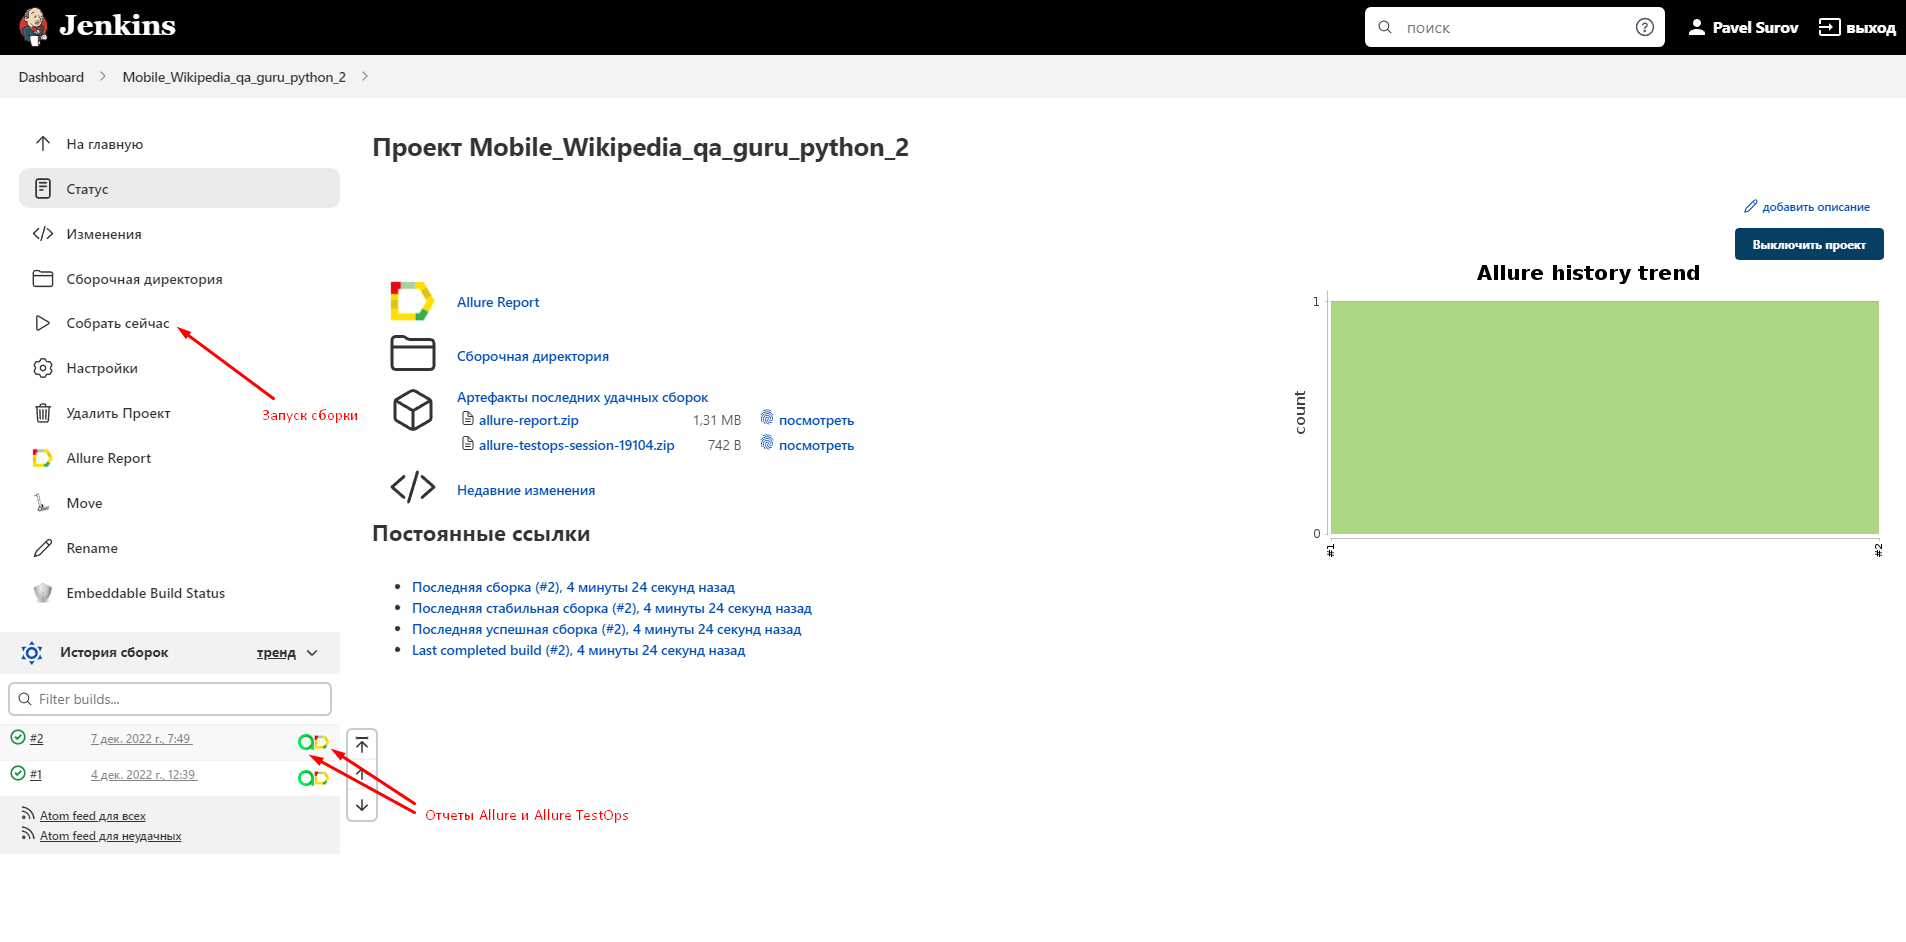 Jenkins
поиск
Pavel Surov
выход
Dashboard
Mobile_Wikipedia_qa_guru_python_2
На главную
Статус
Изменения
Сборочная директория
Собрать сейчас
Настройки
Удалить Проект
Allure Report
Move
Rename
Embeddable Build Status
Запуск сборки
История сборок
тренд
Filter builds...
#2
7 дек. 2022 г., 7:49
#1
4 дек. 2022 г., 12:39
Atom feed для всех
Atom feed для неудачных
Отчеты Allure и Allure TestOps
Проект Mobile_Wikipedia_qa_guru_python_2
добавить описание
Выключить проект
Allure Report
Сборочная директория
Артефакты последних удачных сборок
allure-report.zip 1,31 MB посмотреть
allure-testops-session-19104.zip 742 B посмотреть
Недавние изменения
Постоянные ссылки
Последняя сборка (#2), 4 минуты 24 секунд назад
Последняя стабильная сборка (#2), 4 минуты 24 секунд назад
Последняя успешная сборка (#2), 4 минуты 24 секунд назад
Last completed build (#2), 4 минуты 24 секунд назад
Allure history trend
1
count
0
#1
#2